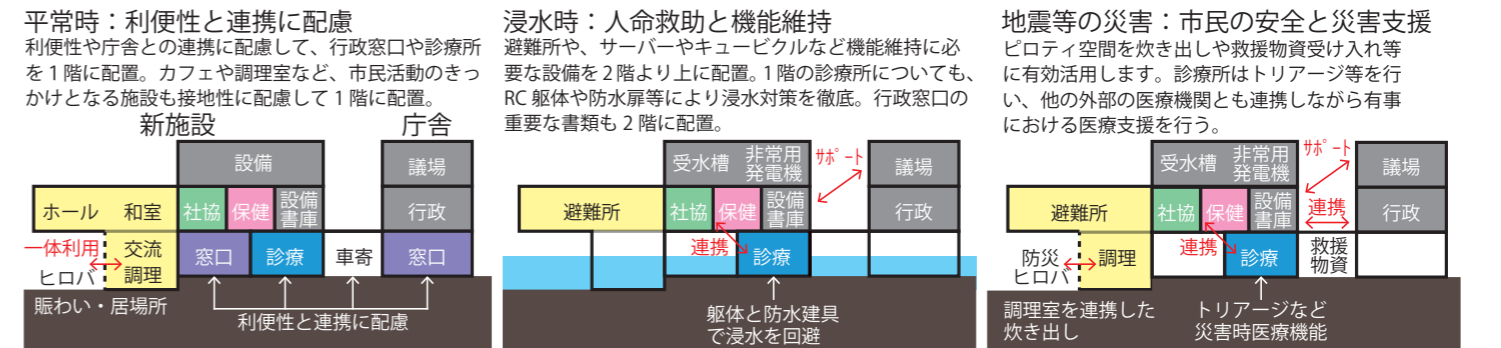 平常時：利便性と連携に配慮
利便性や庁舎との連携に配慮して、行政窓口や診療所
を1階に配置。カフェや調理室など、市民活動のきっ
かけとなる施設も接地性に配慮して1階に配置。
新施設
庁舎
設備
議場
ホール
和室
社協
保健
設備
書庫
行政
一体利用
ヒロバ
交流
調理
窓口
診療
車寄
窓口
賑わい・居場所
利便性と連携に配慮
浸水時：人命救助と機能維持
避難所や、サーバーやキュービクルなど機能維持に必
要な設備を2階より上に配置。1階の診療所についても、
RC躯体や防水扉等により浸水対策を徹底。行政窓口の
重要な書類も2階に配置。
受水槽
非常用
発電機
ｻﾎﾟｰﾄ
議場
避難所
社協
保健
設備
書庫
行政
連携
診療
躯体と防水建具
で浸水を回避
地震等の災害：市民の安全と災害支援
ピロティ空間を炊き出しや救援物資受け入れ等
に有効活用します。診療所はトリアージ等を行
い、他の外部の医療機関とも連携しながら有事
における医療支援を行う。
受水槽
非常用
発電機
ｻﾎﾟｰﾄ
議場
避難所
社協
保健
設備
書庫
連携
行政
防災
ヒロバ
調理
連携
診療
救援
物資
調理室を連携した
炊き出し
トリアージなど
災害時医療機能